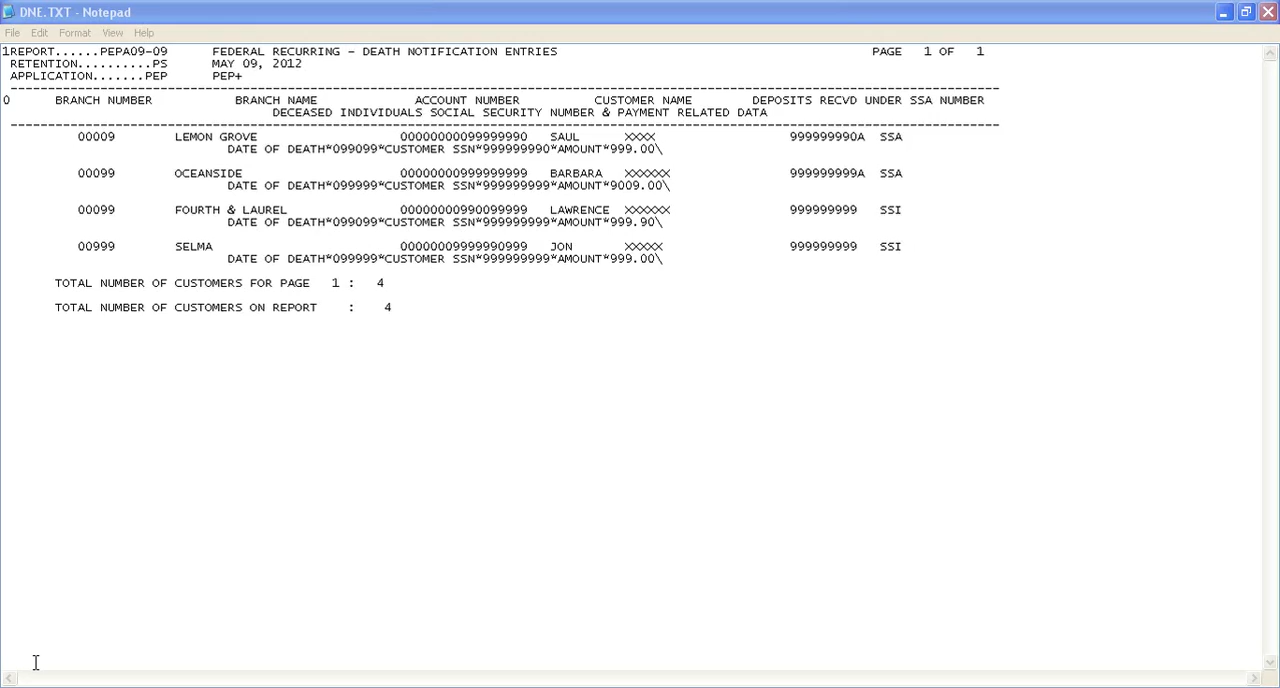 DNE.TXT - Notepad
File Edit Format View Help
1REPORT......PEPA09-09 FEDERAL RECURRING - DEATH NOTIFICATION ENTRIES PAGE 1 OF 1
RETENTION..........PS MAY 09, 2012
APPLICATION.......PEP PEP+
0 BRANCH NUMBER BRANCH NAME ACCOUNT NUMBER CUSTOMER NAME DEPOSITS RECVD UNDER SSA NUMBER
DECEASED INDIVIDUALS SOCIAL SECURITY NUMBER & PAYMENT RELATED DATA
00009 LEMON GROVE 00000000099999990 SAUL XXXX 999999990A SSA
DATE OF DEATH*099099*CUSTOMER SSN*999999990*AMOUNT*999.00\
00099 OCEANSIDE 00000000999999999 BARBARA XXXXXX 999999999A SSA
DATE OF DEATH*099999*CUSTOMER SSN*999999999*AMOUNT*9009.00\
00099 FOURTH & LAUREL 00000000990099999 LAWRENCE XXXXXX 999999999 SSI
DATE OF DEATH*099099*CUSTOMER SSN*999999999*AMOUNT*999.90\
00999 SELMA 00000009999990999 JON XXXXX 999999999 SSI
DATE OF DEATH*099999*CUSTOMER SSN*999999999*AMOUNT*999.00\
TOTAL NUMBER OF CUSTOMERS FOR PAGE 1 : 4
TOTAL NUMBER OF CUSTOMERS ON REPORT : 4